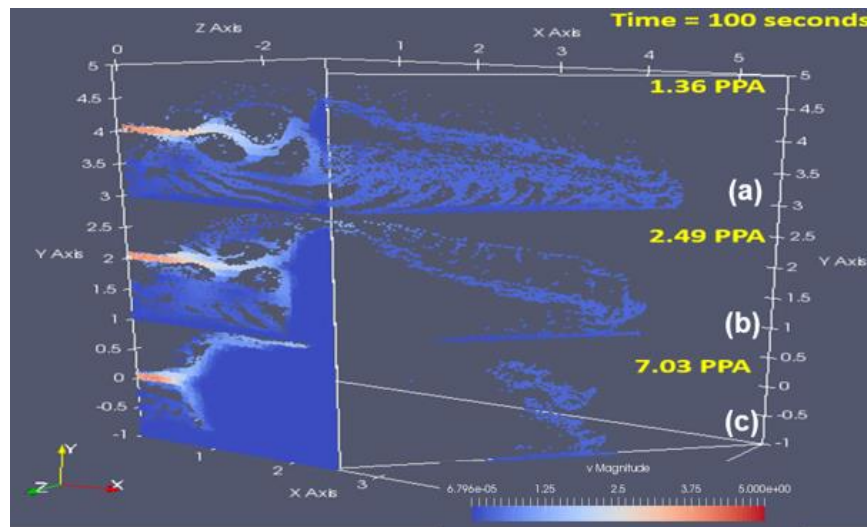 Time = 100 seconds
Z Axis
X Axis
0
-2
1
2
3
4
5
5
4.5
4
3.5
3
2.5
2
1.5
1
0.5
0
-0.5
-1
Y Axis
5
4.5
4
3.5
3
2.5
2
1.5
1
0.5
0
-0.5
-1
Y Axis
1.36 PPA
(a)
2.49 PPA
(b)
7.03 PPA
(c)
1
2
3
X Axis
Y
Z
X
v Magnitude
6.796e-05
1.25
2.5
3.75
5.000e+00